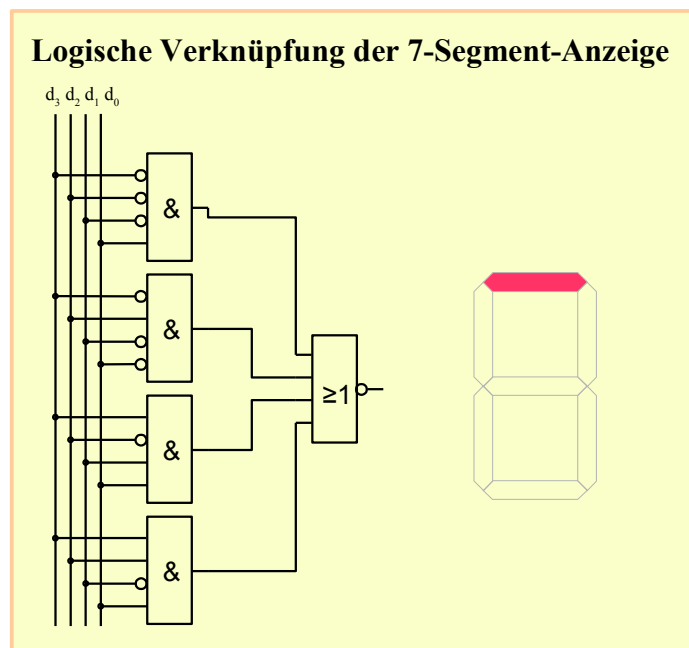 Logische Verknüpfung der 7-Segment-Anzeige
d₃ d₂ d₁ d₀
&
&
≥1
&
&